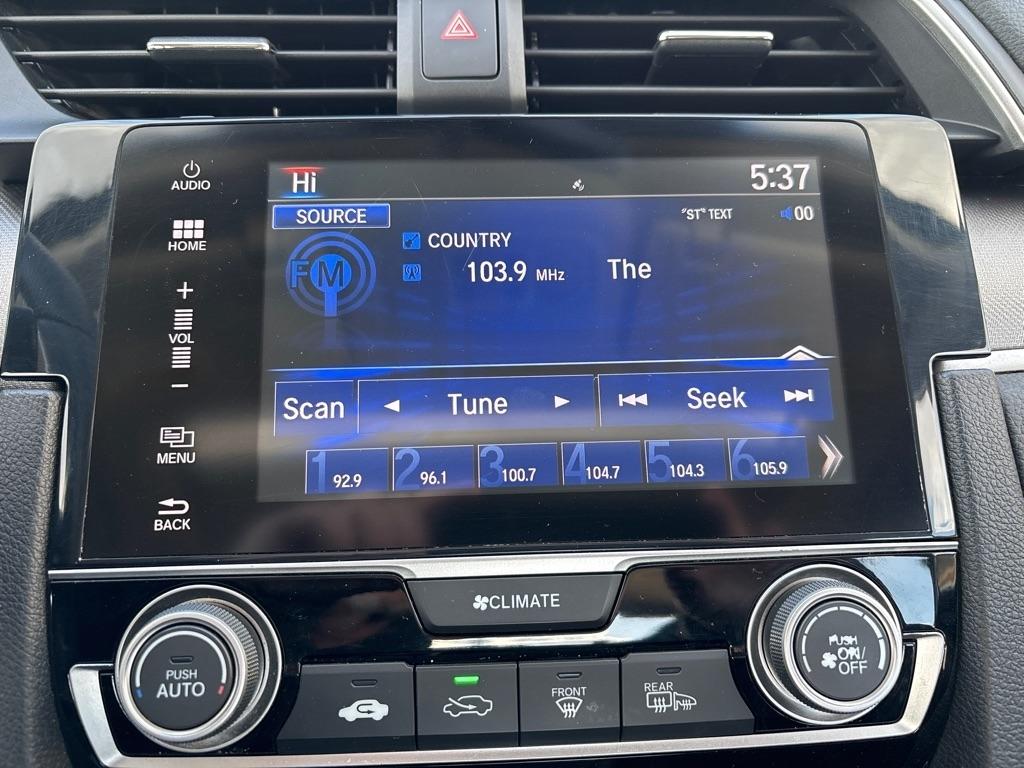 AUDIO
HOME
+
VOL
−
MENU
BACK
Hi
5:37
SOURCE
"ST" TEXT
00
COUNTRY
FM
103.9 MHz The
Scan
Tune
Seek
1 92.9
2 96.1
3 100.7
4 104.7
5 104.3
6 105.9
CLIMATE
PUSH
AUTO
FRONT
REAR
PUSH
ON/
OFF